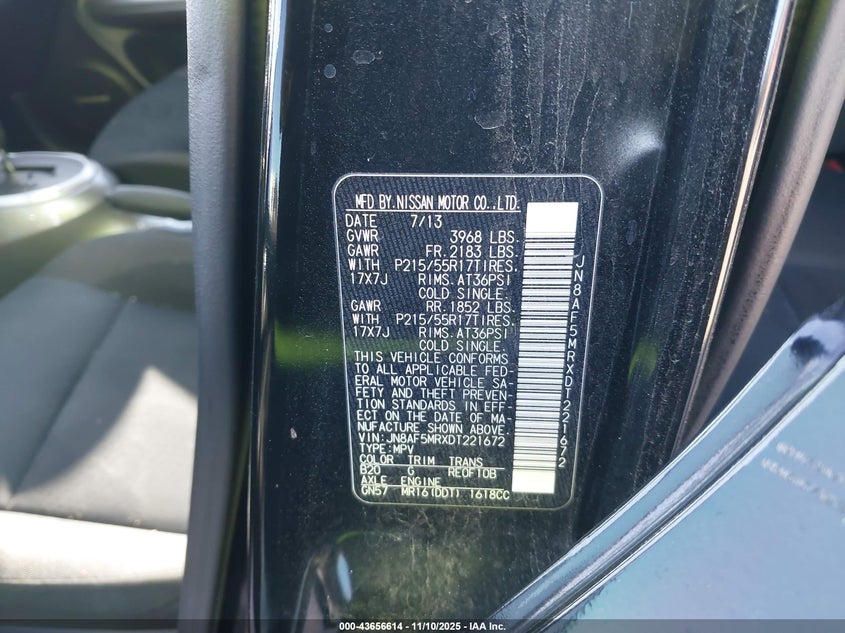 MFD BY.NISSAN MOTOR CO.,LTD.
DATE 7/13
GVWR 3968 LBS.
GAWR FR.2183 LBS.
WITH P215/55R17TIRES.
17X7J RIMS.AT36PSI
COLD SINGLE.
GAWR RR.1852 LBS.
WITH P215/55R17TIRES.
17X7J RIMS.AT36PSI
COLD SINGLE.
THIS VEHICLE CONFORMS
TO ALL APPLICABLE FED-
ERAL MOTOR VEHICLE SA-
FETY AND THEFT PREVEN-
TION STANDARDS IN EFF-
ECT ON THE DATE OF MA-
NUFACTURE SHOWN ABOVE.
VIN:JN8AF5MRXDT221672
TYPE:MPV
COLOR TRIM TRANS
B20 G RE0F10B
AXLE ENGINE
GN57 MR16(DDT) 1618CC
JN8AF5MRXDT221672
000-43656614 - 11/10/2025 - IAA Inc.